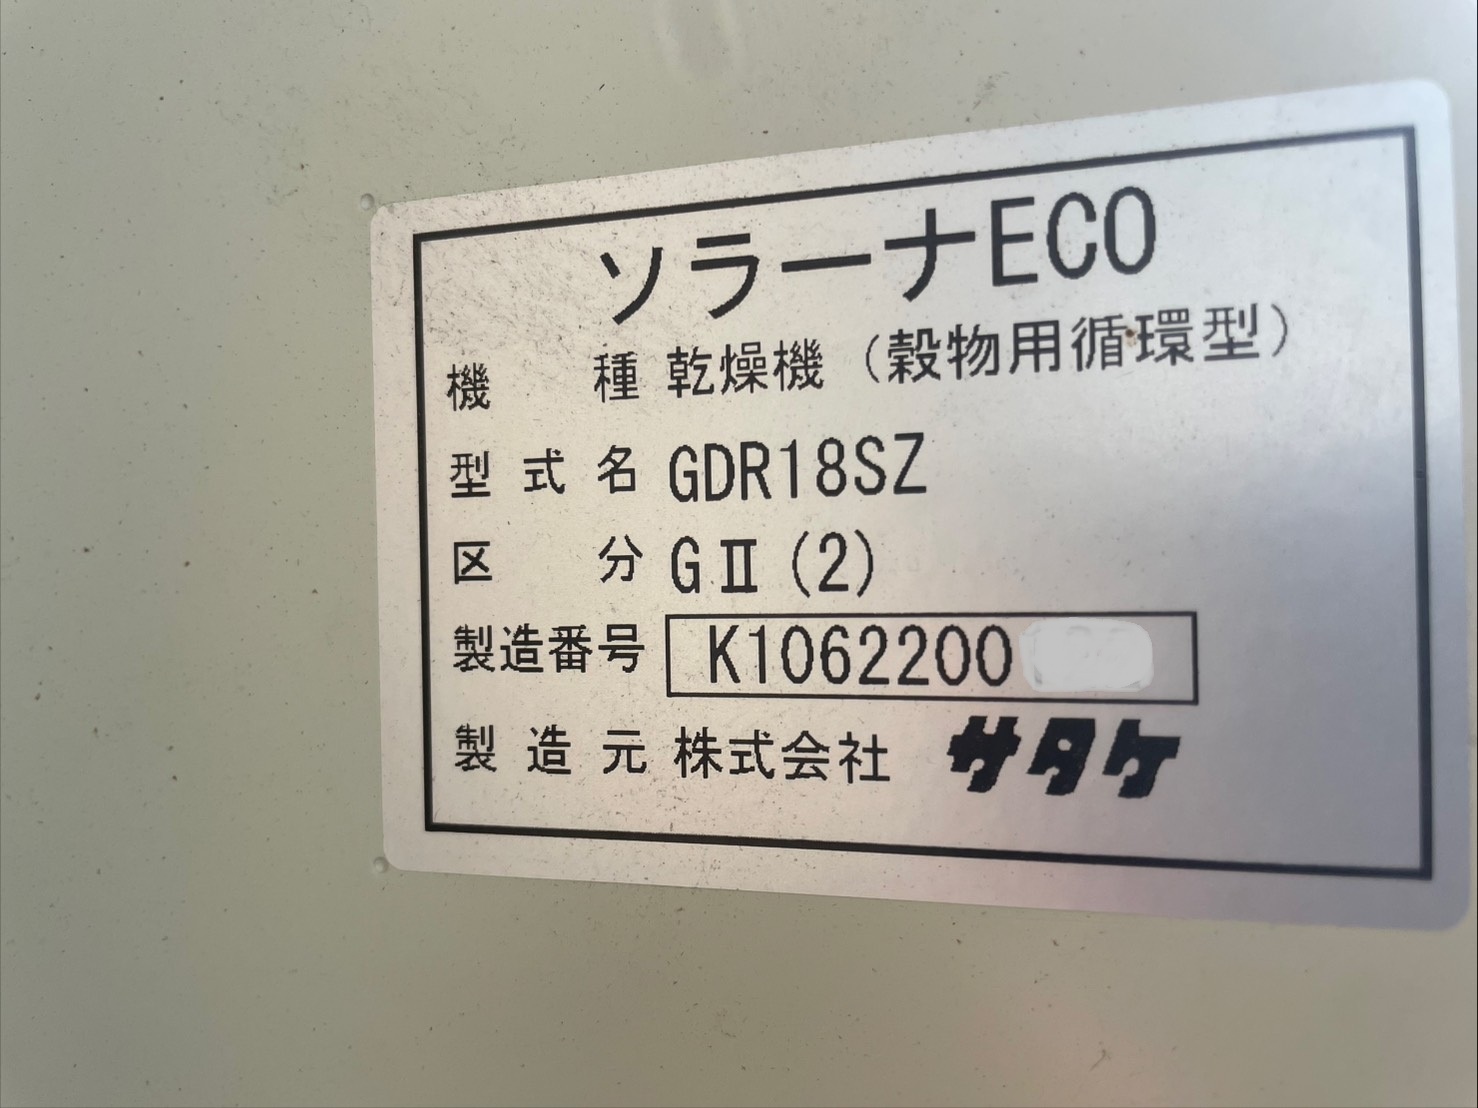 ソラーナECO
機種 乾燥機（穀物用循環型）
型式名 GDR18SZ
区分 GⅡ(2)
製造番号 K1062200
製造元 株式会社 サタケ